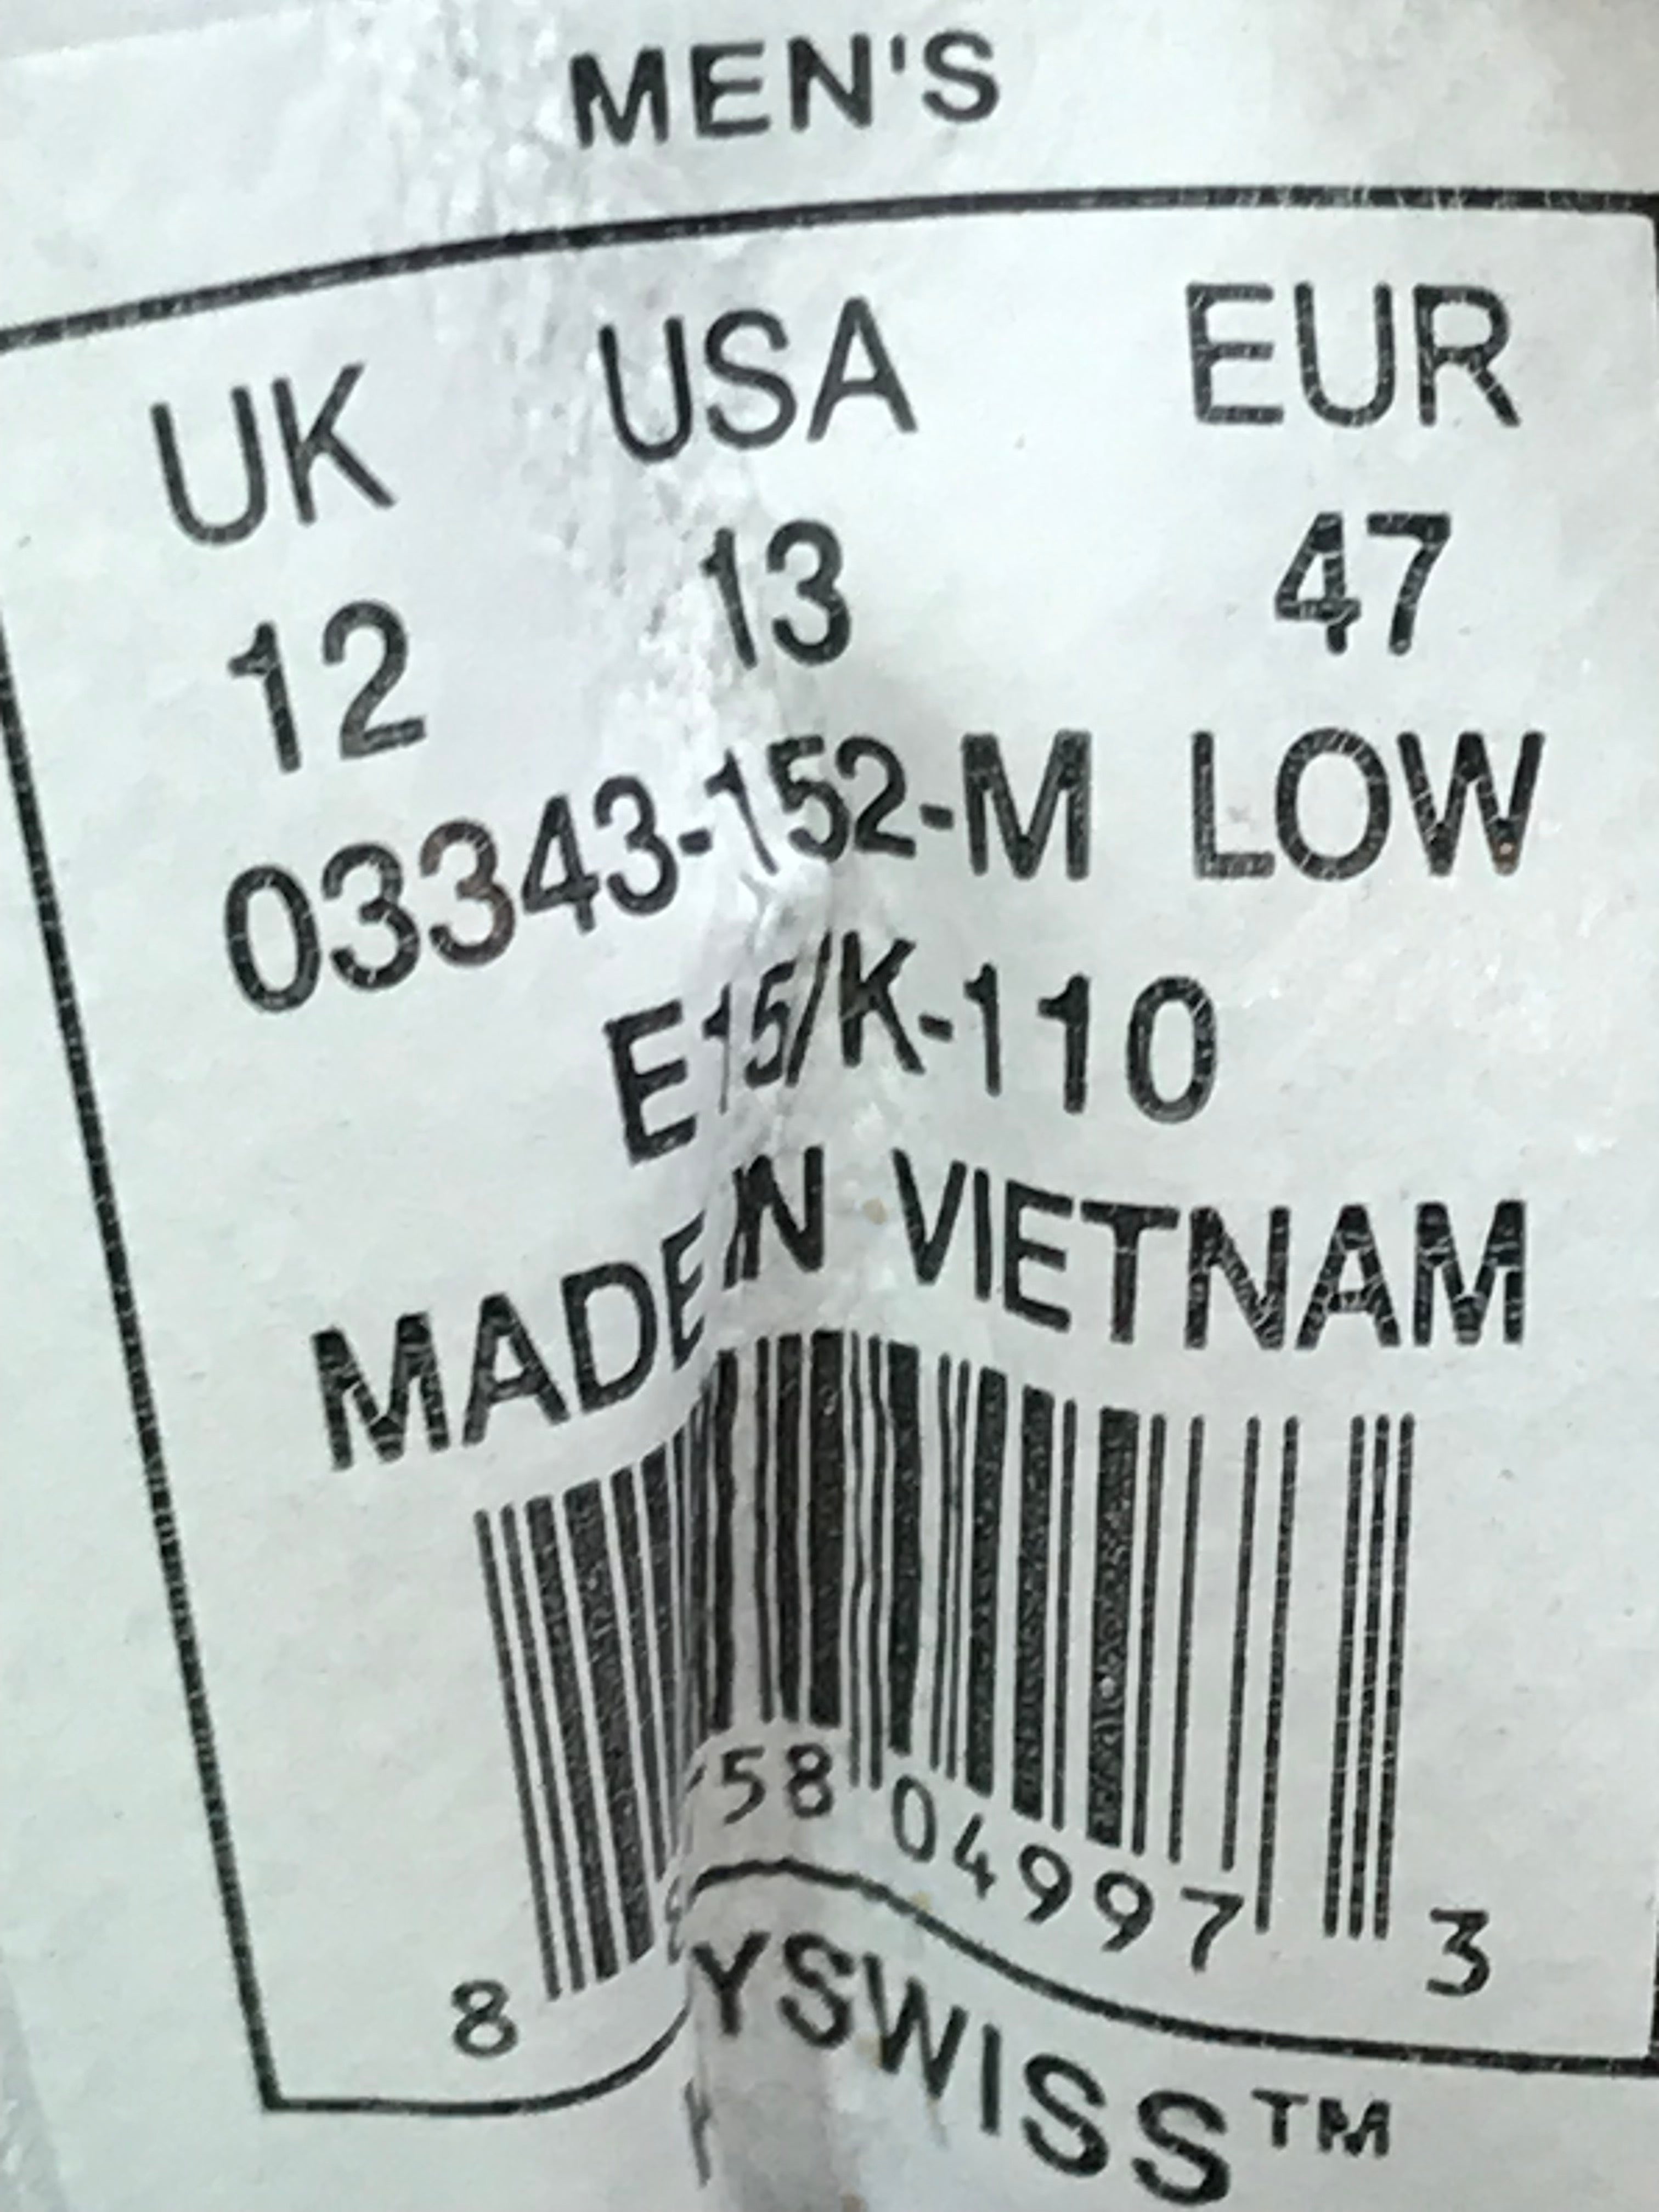 MEN'S
UK USA EUR
12 13 47
03343-152-M LOW
E15/K-110
MADE IN VIETNAM
8 58 04997 3
YSWISS™